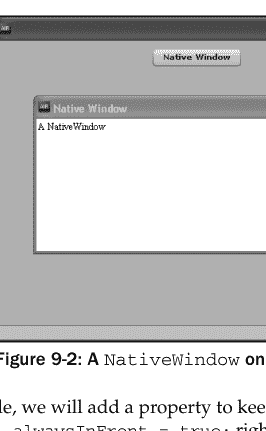 Native Window
Native Window
A NativeWindow
Figure 9-2: A NativeWindow on
le, we will add a property to keep
alwaysInFront = true; righ